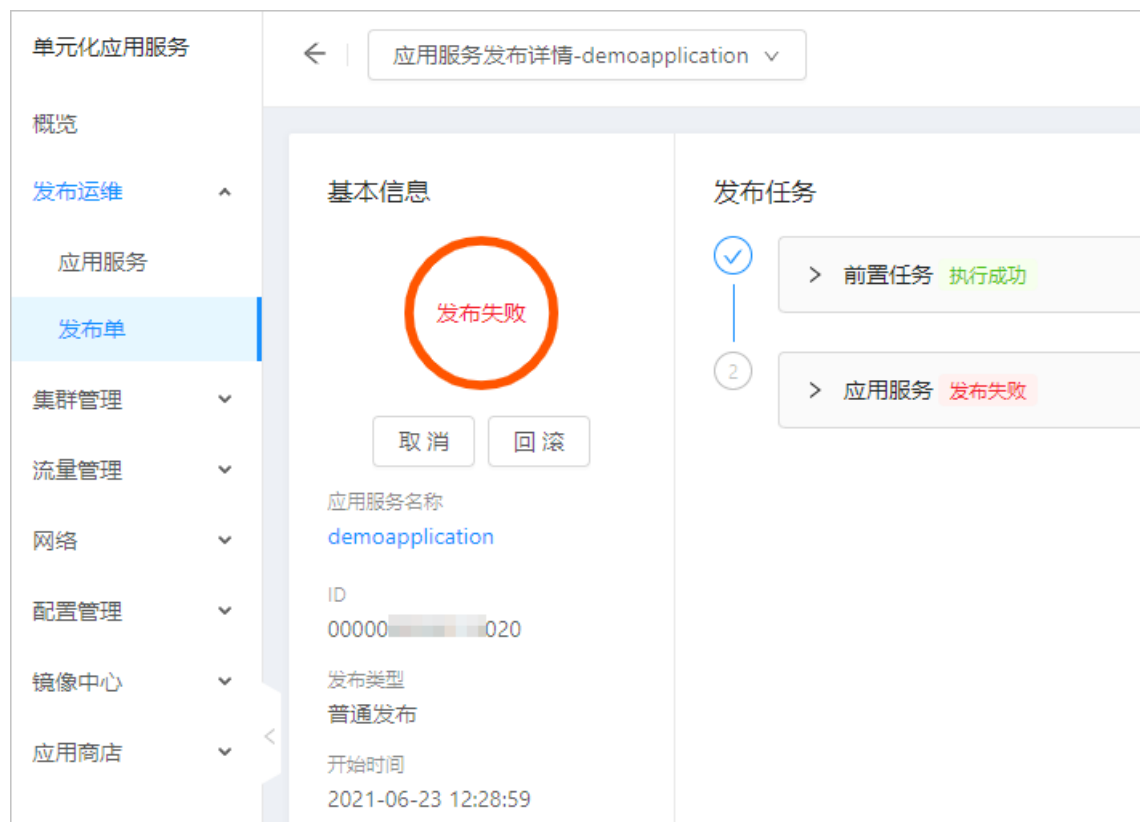 单元化应用服务
概览
发布运维
应用服务
发布单
集群管理
流量管理
网络
配置管理
镜像中心
应用商店
应用服务发布详情-demoapplication
基本信息
发布失败
取 消
回 滚
应用服务名称
demoapplication
ID
00000 020
发布类型
普通发布
开始时间
2021-06-23 12:28:59
发布任务
前置任务 执行成功
2
应用服务 发布失败